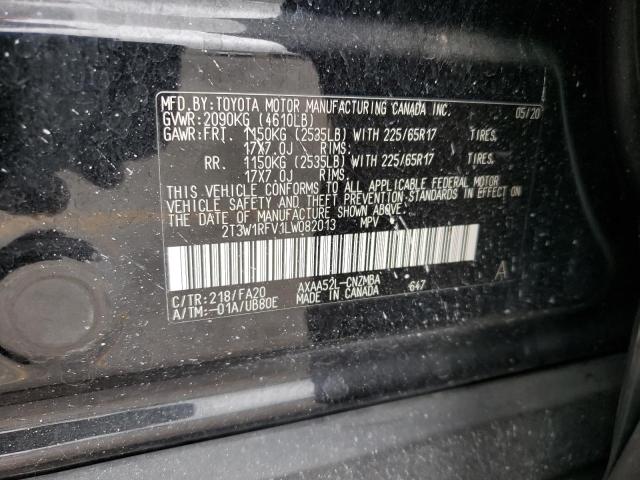 MFD.BY:TOYOTA MOTOR MANUFACTURING CANADA INC. 05/20
GVWR:2090KG (4610LB)
GAWR:FRT. 1150KG (2535LB) WITH 225/65R17 TIRES.
17X7.0J RIMS.
RR. 1150KG (2535LB) WITH 225/65R17 TIRES.
17X7.0J RIMS.
THIS VEHICLE CONFORMS TO ALL APPLICABLE FEDERAL MOTOR
VEHICLE SAFETY AND THEFT PREVENTION STANDARDS IN EFFECT ON
THE DATE OF MANUFACTURE SHOWN ABOVE.
2T3W1RFV1LW082013 MPV
C/TR:218/FA20 AXAA52L-CNZMBA 647 A
A/TM:-01A/UB80E MADE IN CANADA